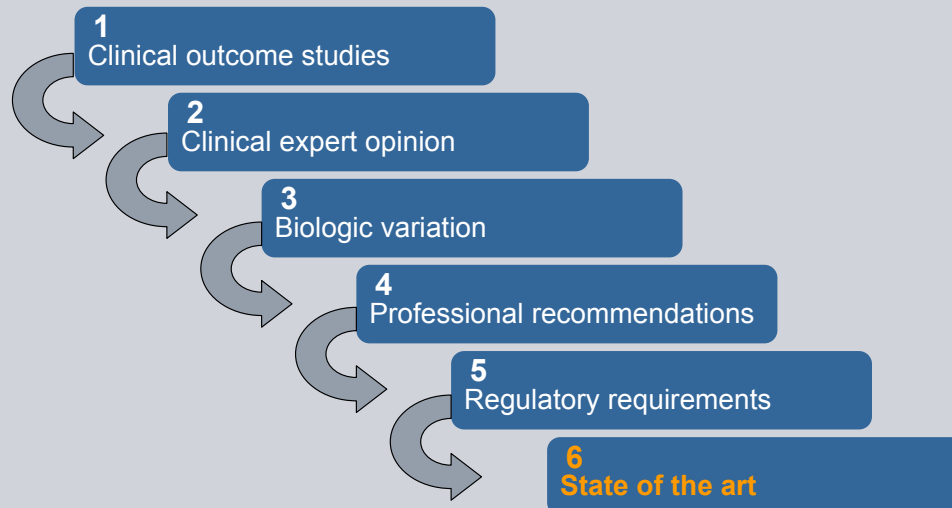 1
Clinical outcome studies
2
Clinical expert opinion
3
Biologic variation
4
Professional recommendations
5
Regulatory requirements
6
State of the art